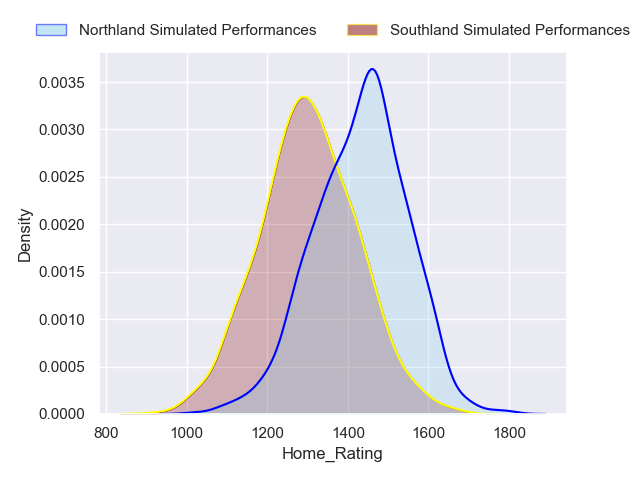 Northland Simulated Performances Southland Simulated Performances
0.0035
0.0030
0.0025
0.0020
0.0015
0.0010
0.0005
0.0000
Density
800 1000 1200 1400 1600 1800
Home_Rating